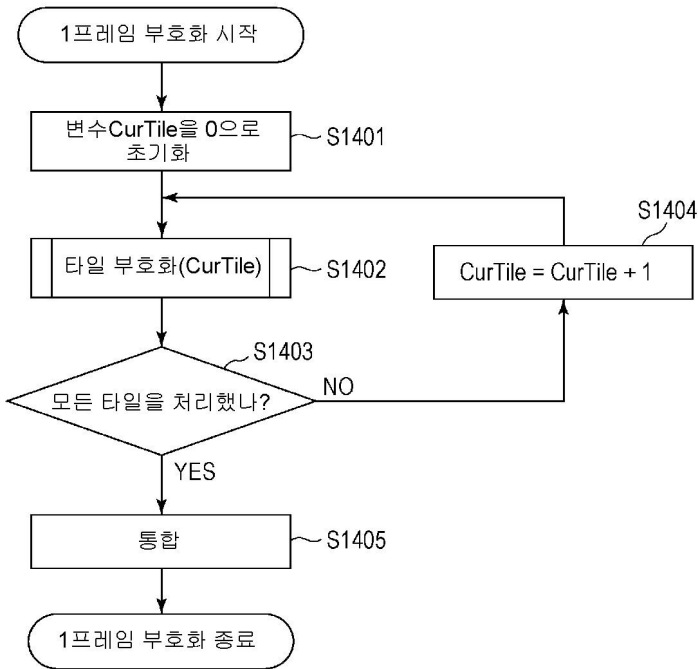 1프레임 부호화 시작
변수CurTile을 0으로
초기화
S1401
S1404
타일 부호화(CurTile)
S1402
CurTile = CurTile + 1
S1403
모든 타일을 처리했나?
NO
YES
통합
S1405
1프레임 부호화 종료